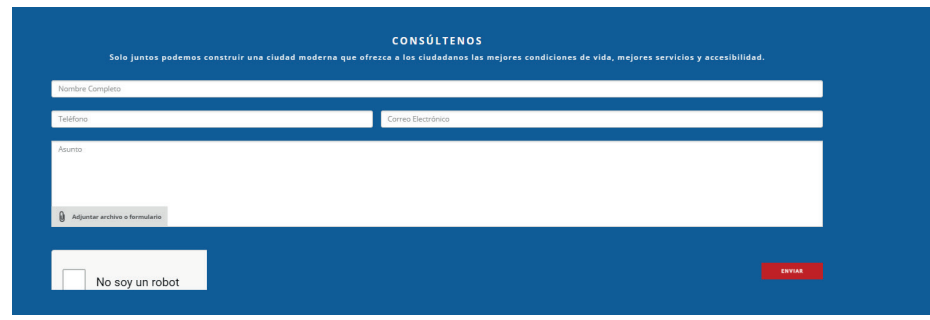 CONSÚLTENOS
Solo juntos podemos construir una ciudad moderna que ofrezca a los ciudadanos las mejores condiciones de vida, mejores servicios y accesibilidad.
Nombre Completo
Teléfono
Correo Electrónico
Asunto
Adjuntar archivo o formulario
No soy un robot
ENVIAR